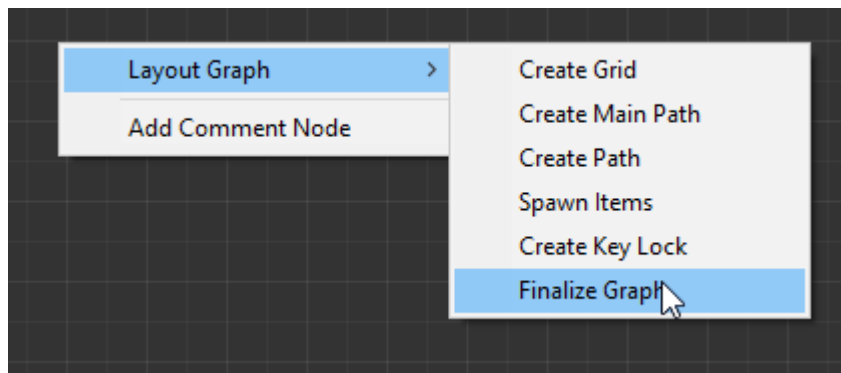 Layout Graph
Add Comment Node
Create Grid
Create Main Path
Create Path
Spawn Items
Create Key Lock
Finalize Graph